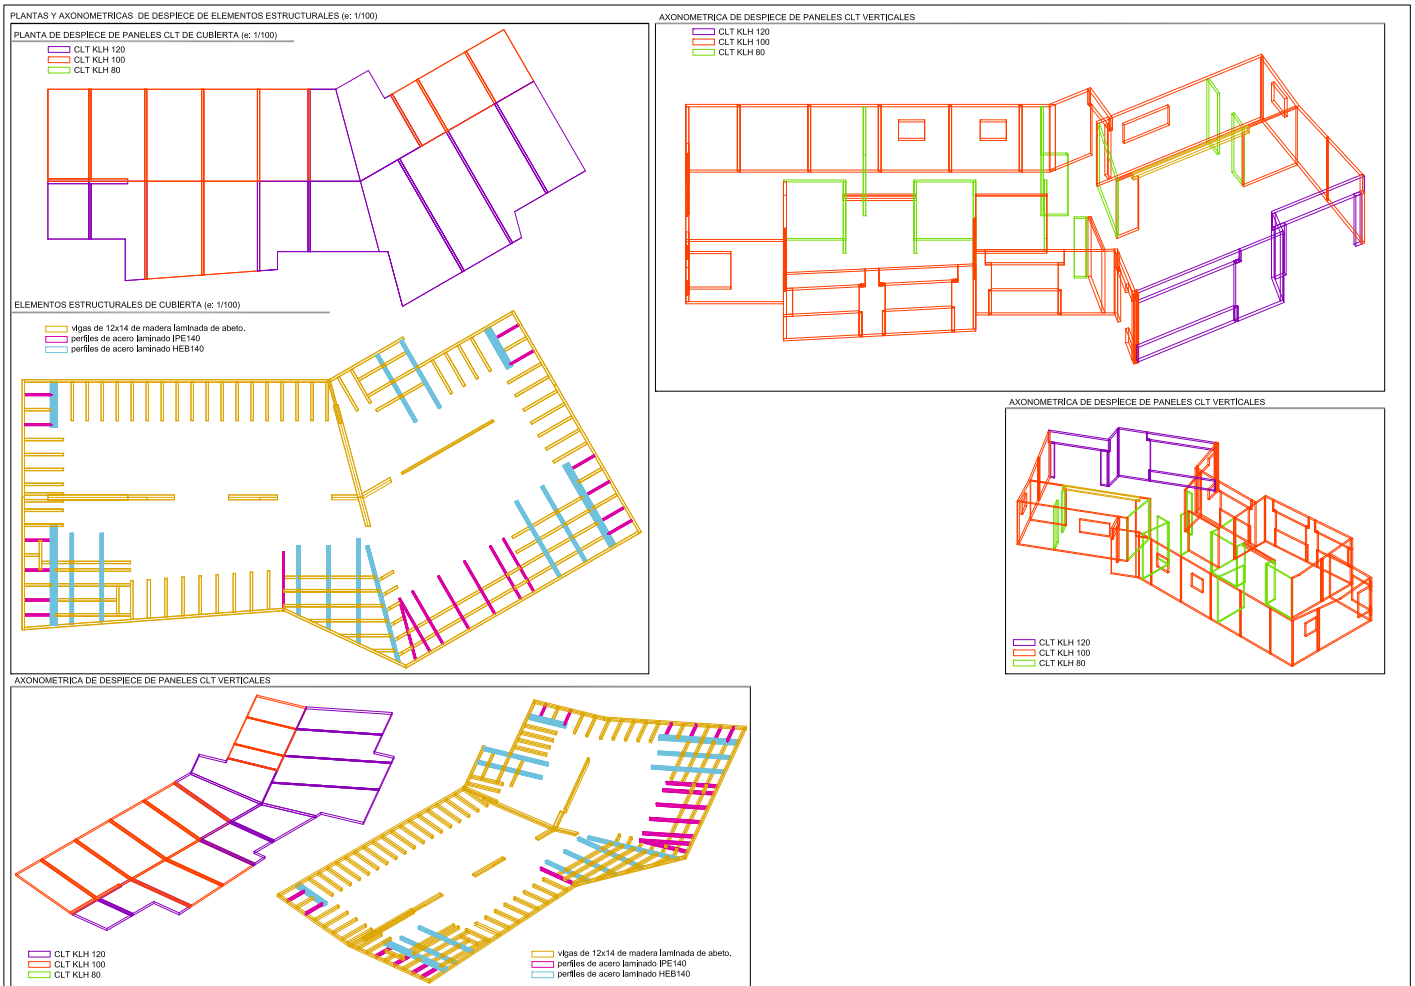 PLANTAS Y AXONOMETRICAS DE DESPIECE DE ELEMENTOS ESTRUCTURALES (e: 1/100)
PLANTA DE DESPIECE DE PANELES CLT DE CUBIERTA (e: 1/100)
CLT KLH 120
CLT KLH 100
CLT KLH 80
ELEMENTOS ESTRUCTURALES DE CUBIERTA (e: 1/100)
vigas de 12x14 de madera laminada de abeto.
perfiles de acero laminado IPE140
perfiles de acero laminado HEB140
AXONOMETRICA DE DESPIECE DE PANELES CLT VERTICALES
CLT KLH 120
CLT KLH 100
CLT KLH 80
AXONOMETRICA DE DESPIECE DE PANELES CLT VERTICALES
CLT KLH 120
CLT KLH 100
CLT KLH 80
AXONOMETRICA DE DESPIECE DE PANELES CLT VERTICALES
CLT KLH 120
CLT KLH 100
CLT KLH 80
vigas de 12x14 de madera laminada de abeto.
perfiles de acero laminado IPE140
perfiles de acero laminado HEB140